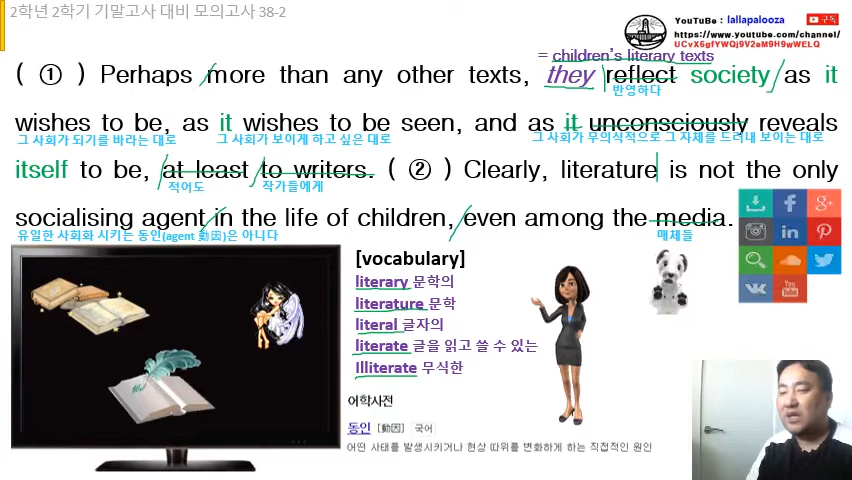 2학년 2학기 기말고사 대비 모의고사 38-2
YouTuBe : lallapalooza
구독
https://www.youtube.com/channel/
UCvX6gfYWQj9V2eM9H9wWELQ
= children's literary texts
( ① ) Perhaps more than any other texts, they reflect society as it
반영하다
wishes to be, as it wishes to be seen, and as it unconsciously reveals
그 사회가 되기를 바라는 대로 그 사회가 보이게 하고 싶은 대로 그 사회가 무의식적으로 그 자체를 드러내 보이는 대로
itself to be, at least to writers. ( ② ) Clearly, literature is not the only
적어도 작가들에게
socialising agent in the life of children, even among the media.
유일한 사회화 시키는 동인(agent 動因)은 아니다 매체들
[vocabulary]
literary 문학의
literature 문학
literal 글자의
literate 글을 읽고 쓸 수 있는
Illiterate 무식한
어학사전
동인 [動因] 국어
어떤 사태를 발생시키거나 현상 따위를 변화하게 하는 직접적인 원인
You
Tube